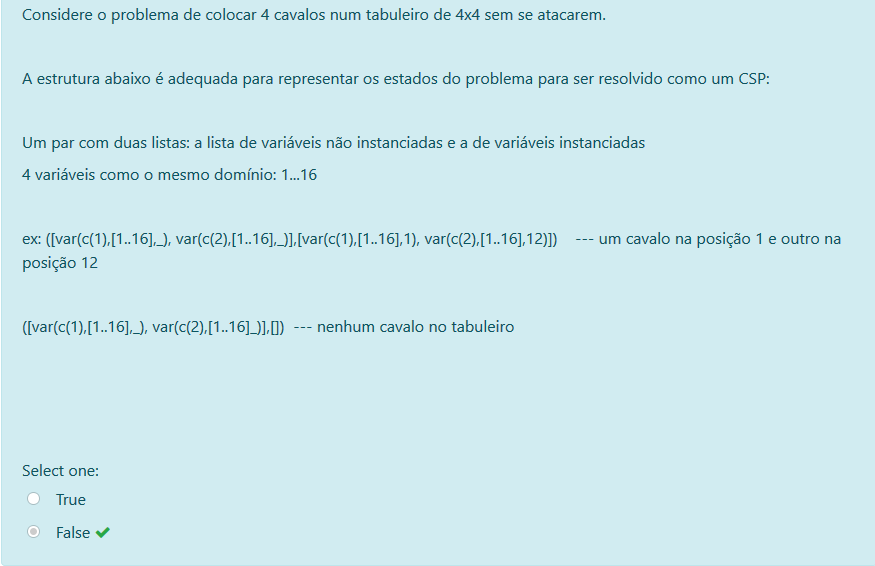 Considere o problema de colocar 4 cavalos num tabuleiro de 4x4 sem se atacarem.
A estrutura abaixo é adequada para representar os estados do problema para ser resolvido como um CSP:
Um par com duas listas: a lista de variáveis não instanciadas e a de variáveis instanciadas
4 variáveis como o mesmo domínio: 1...16
ex: ([var(c(1),[1..16],_), var(c(2),[1..16],_)],[var(c(1),[1..16],1), var(c(2),[1..16],12)]) --- um cavalo na posição 1 e outro na
posição 12
([var(c(1),[1..16],_), var(c(2),[1..16]_)],[]) --- nenhum cavalo no tabuleiro
Select one:
True
False